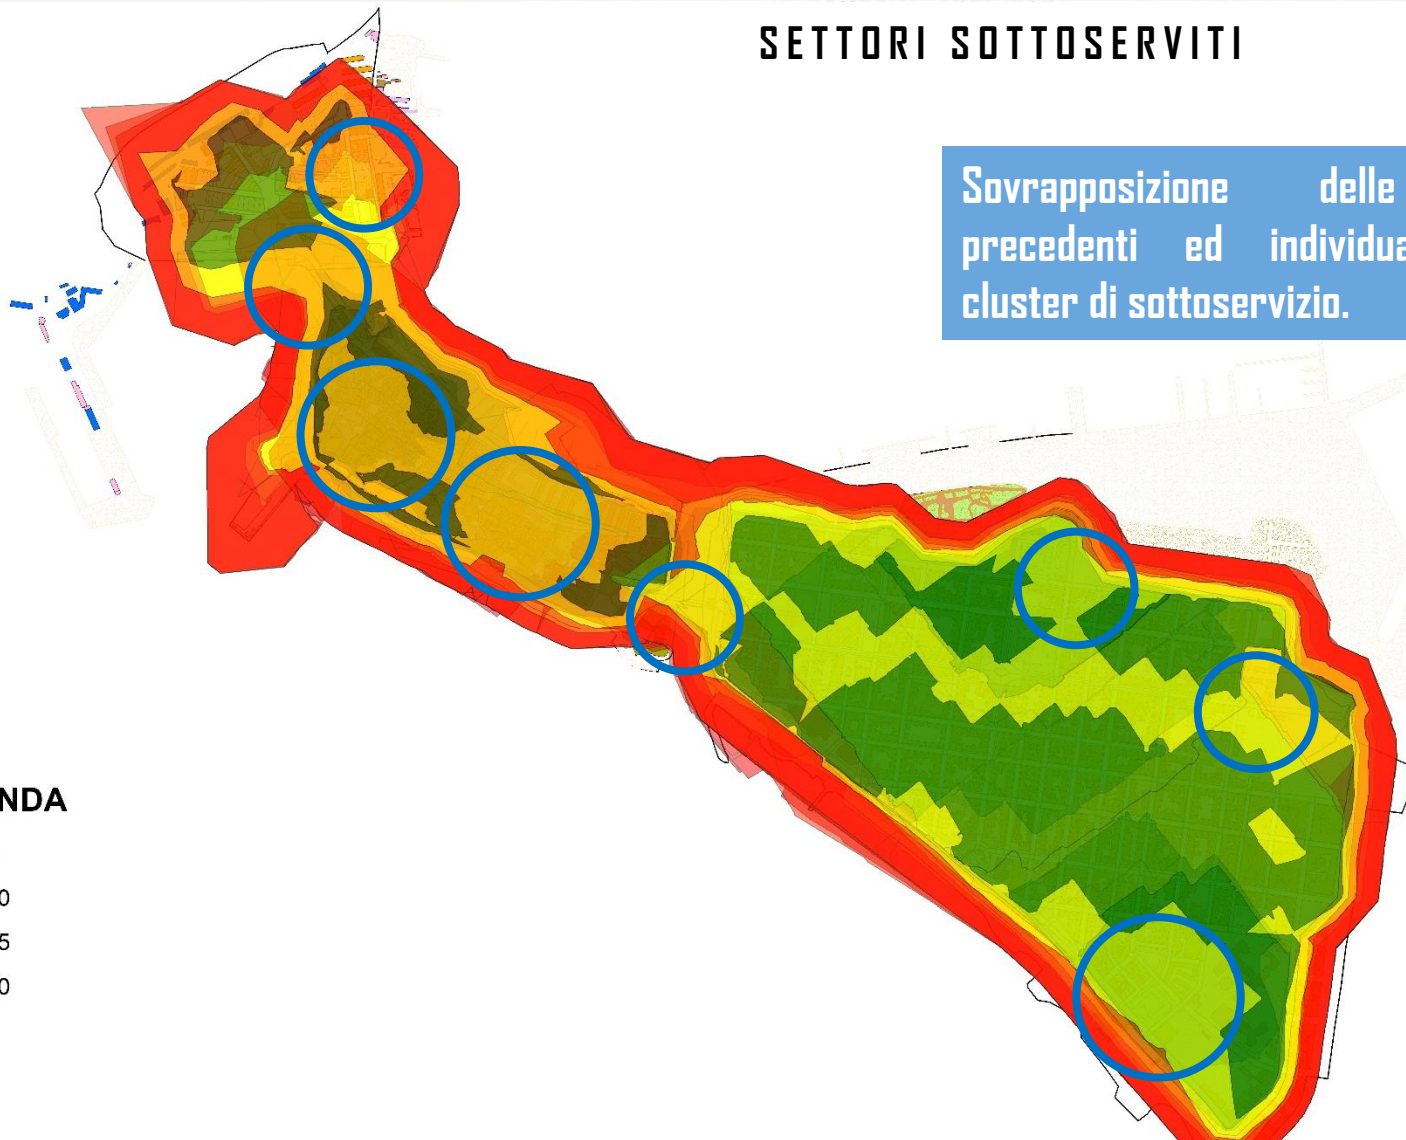 SETTORI SOTTOSERVITI
Sovrapposizione delle
precedenti ed individua
cluster di sottoservizio.
NDA
0
5
0